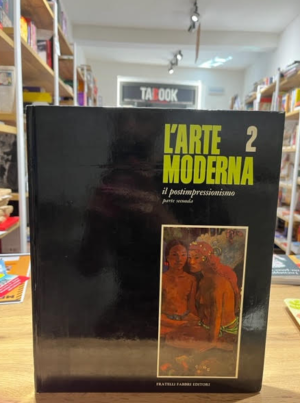 TABOOK
L'ARTE 2
MODERNA
il postimpressionismo
parte seconda
FRATELLI FABBRI EDITORI